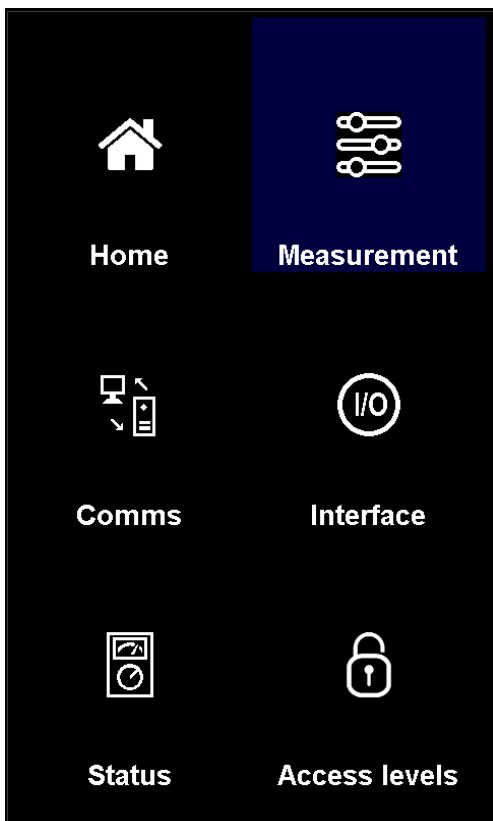 Home
Measurement
I/O
Comms
Interface
Status
Access levels